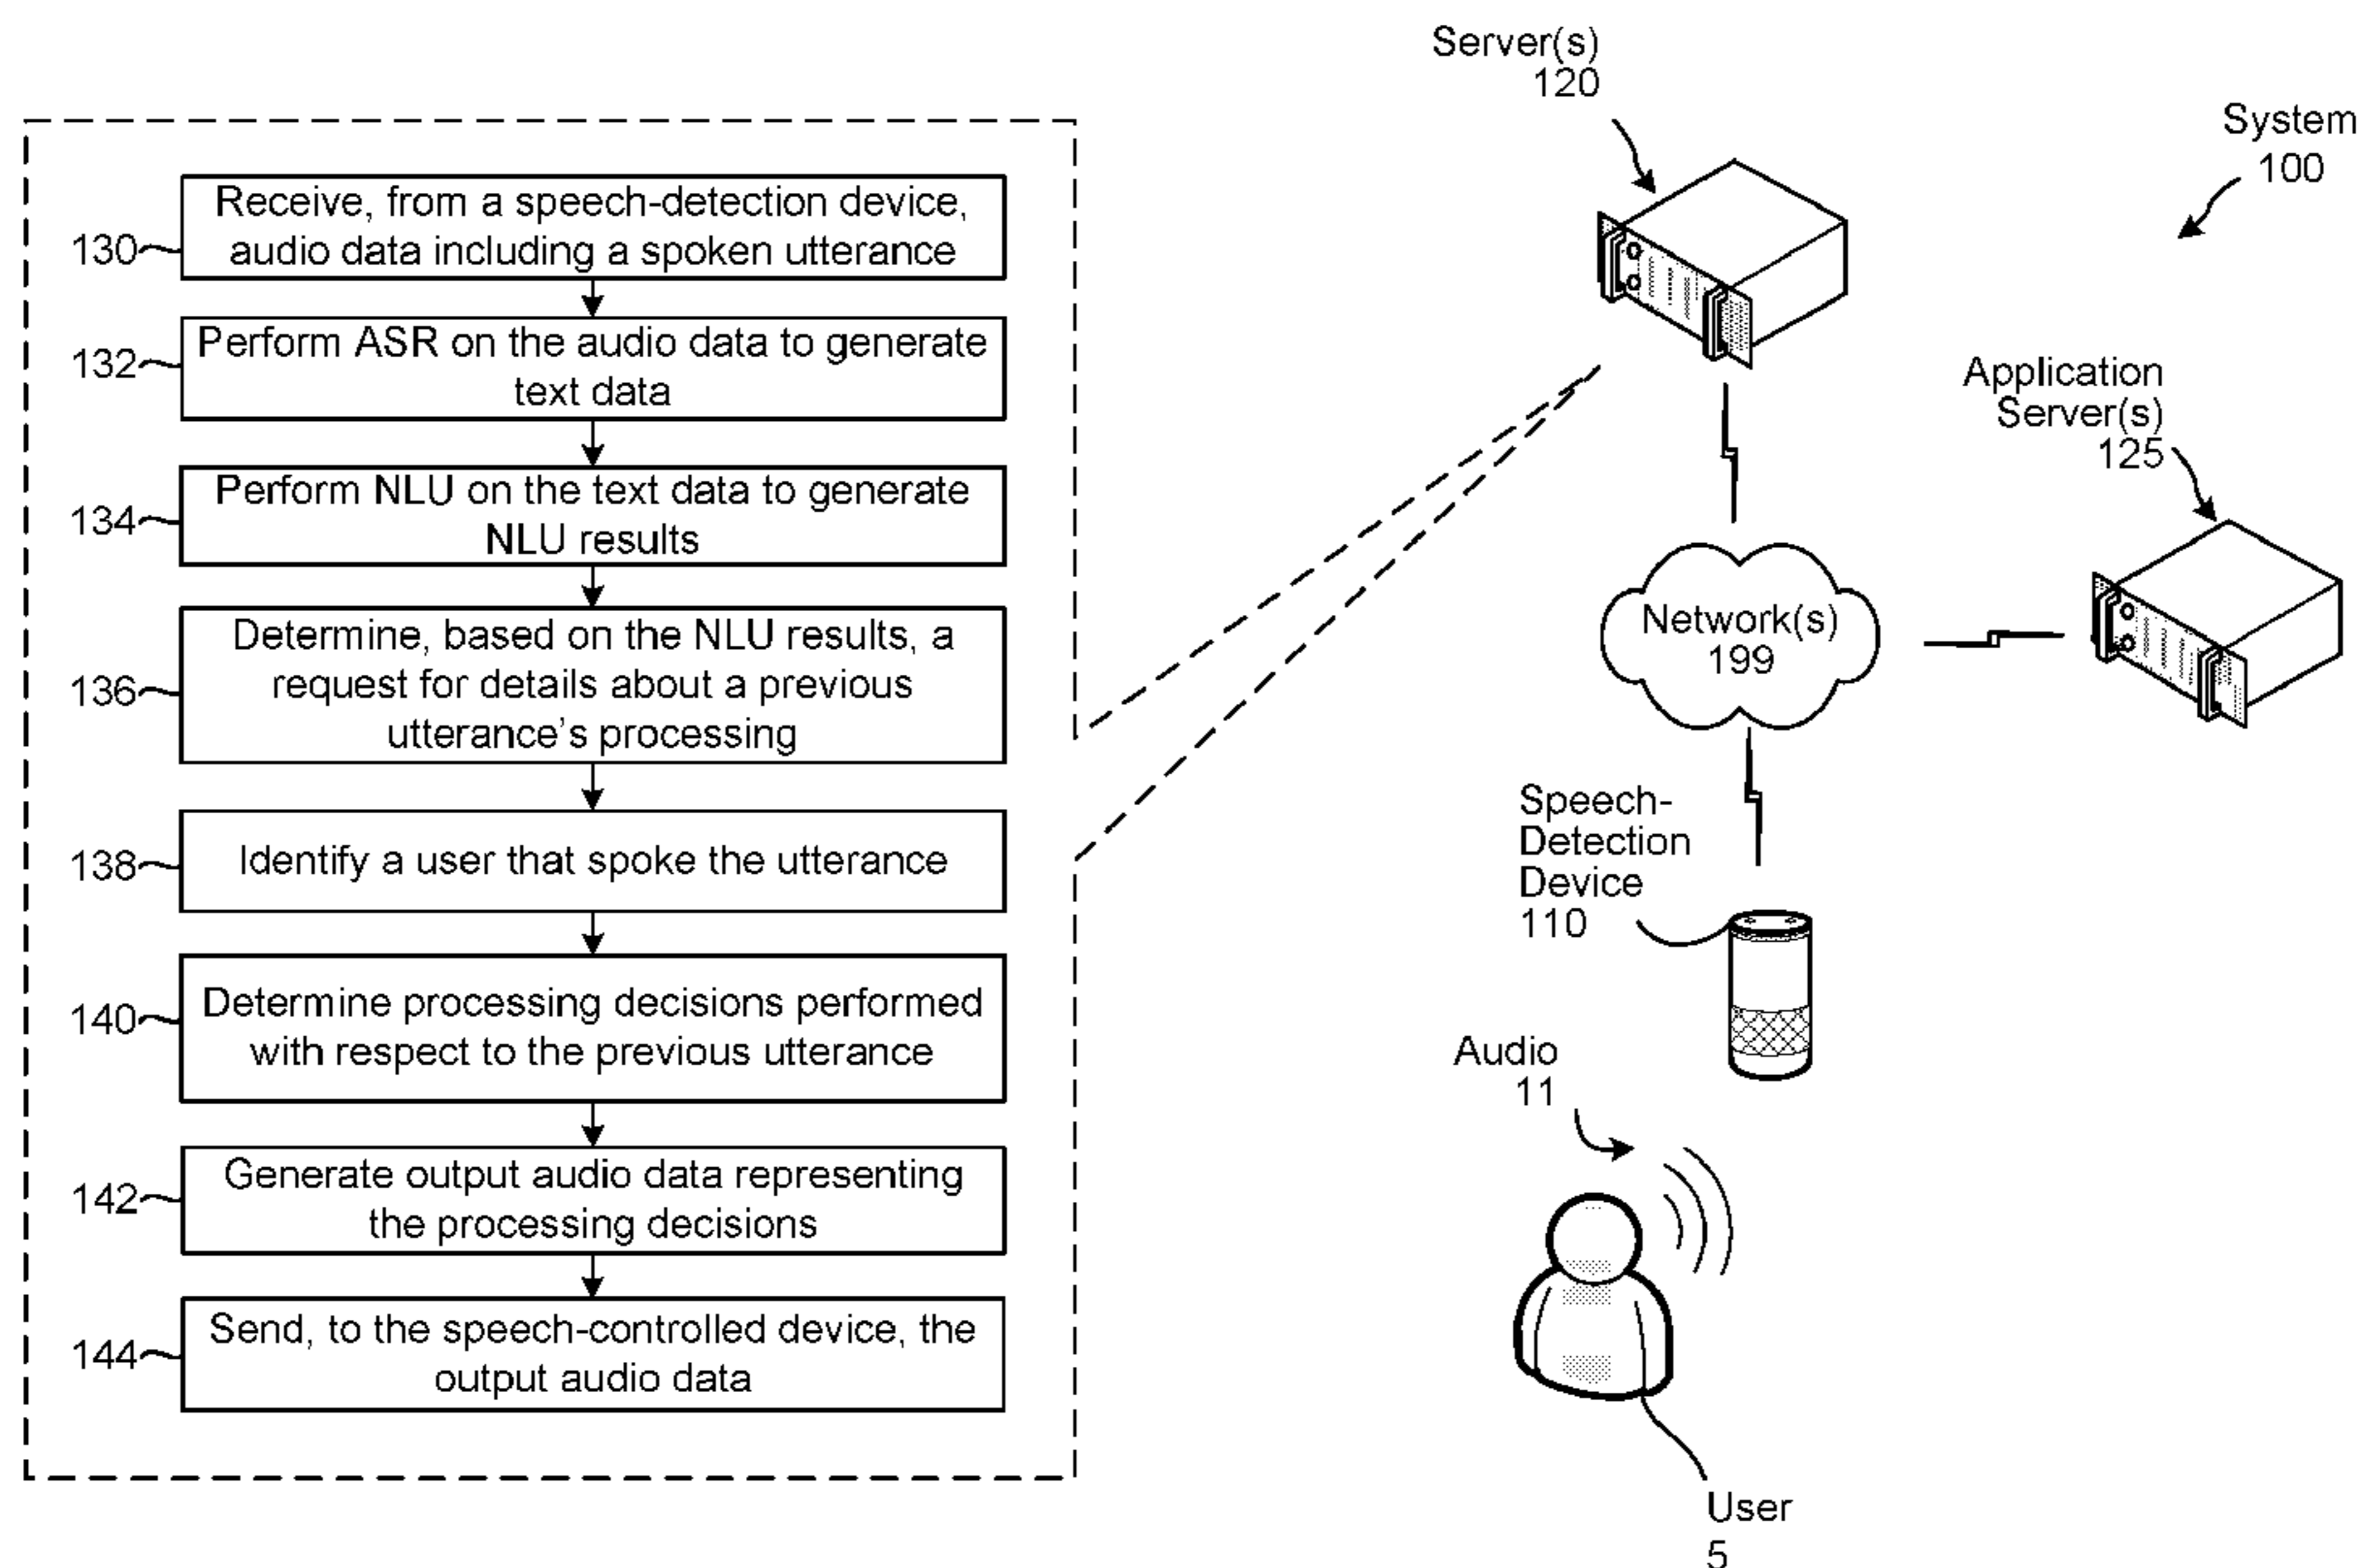 130
Receive, from a speech-detection device,
audio data including a spoken utterance
132
Perform ASR on the audio data to generate
text data
134
Perform NLU on the text data to generate
NLU results
136
Determine, based on the NLU results, a
request for details about a previous
utterance's processing
138
Identify a user that spoke the utterance
140
Determine processing decisions performed
with respect to the previous utterance
142
Generate output audio data representing
the processing decisions
144
Send, to the speech-controlled device, the
output audio data
Server(s)
120
System
100
Application
Server(s)
125
Network(s)
199
Speech-
Detection
Device
110
Audio
11
User
5